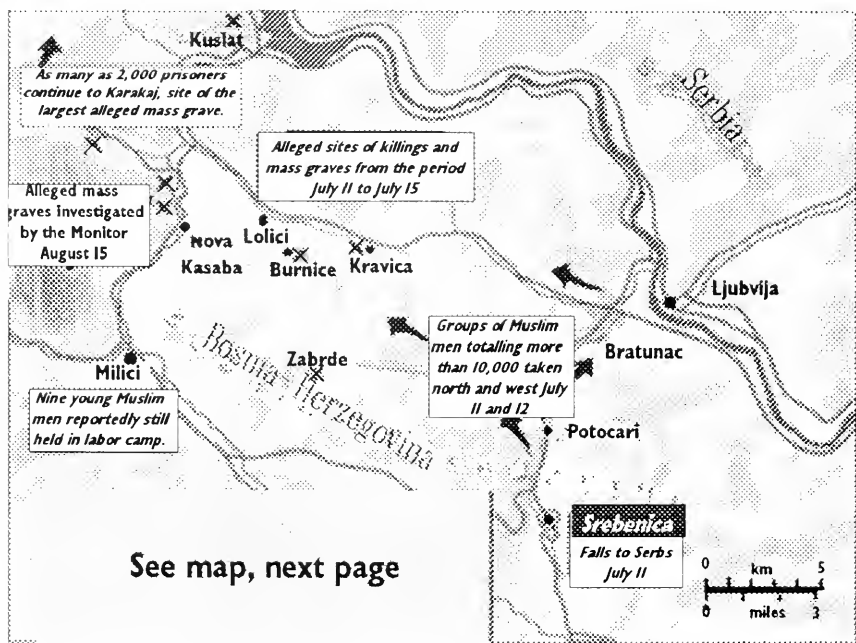 Kuslat
As many as 2,000 prisoners
continue to Karakaj, site of the
largest alleged mass grave.
Serbia
Alleged sites of killings and
mass graves from the period
July 11 to July 15
Alleged mass
graves investigated
by the Monitor
August 15
Nova
Kasaba
Lolici
Burnice
Kravica
Ljubvija
Groups of Muslim
men totalling more
than 10,000 taken
north and west July
11 and 12
Bratunac
Bosnia-Herzegovina
Zabrde
Milici
Nine young Muslim
men reportedly still
held in labor camp.
Potocari
Srebenica
Falls to Serbs
July 11
See map, next page
0 km 5
0 miles 3